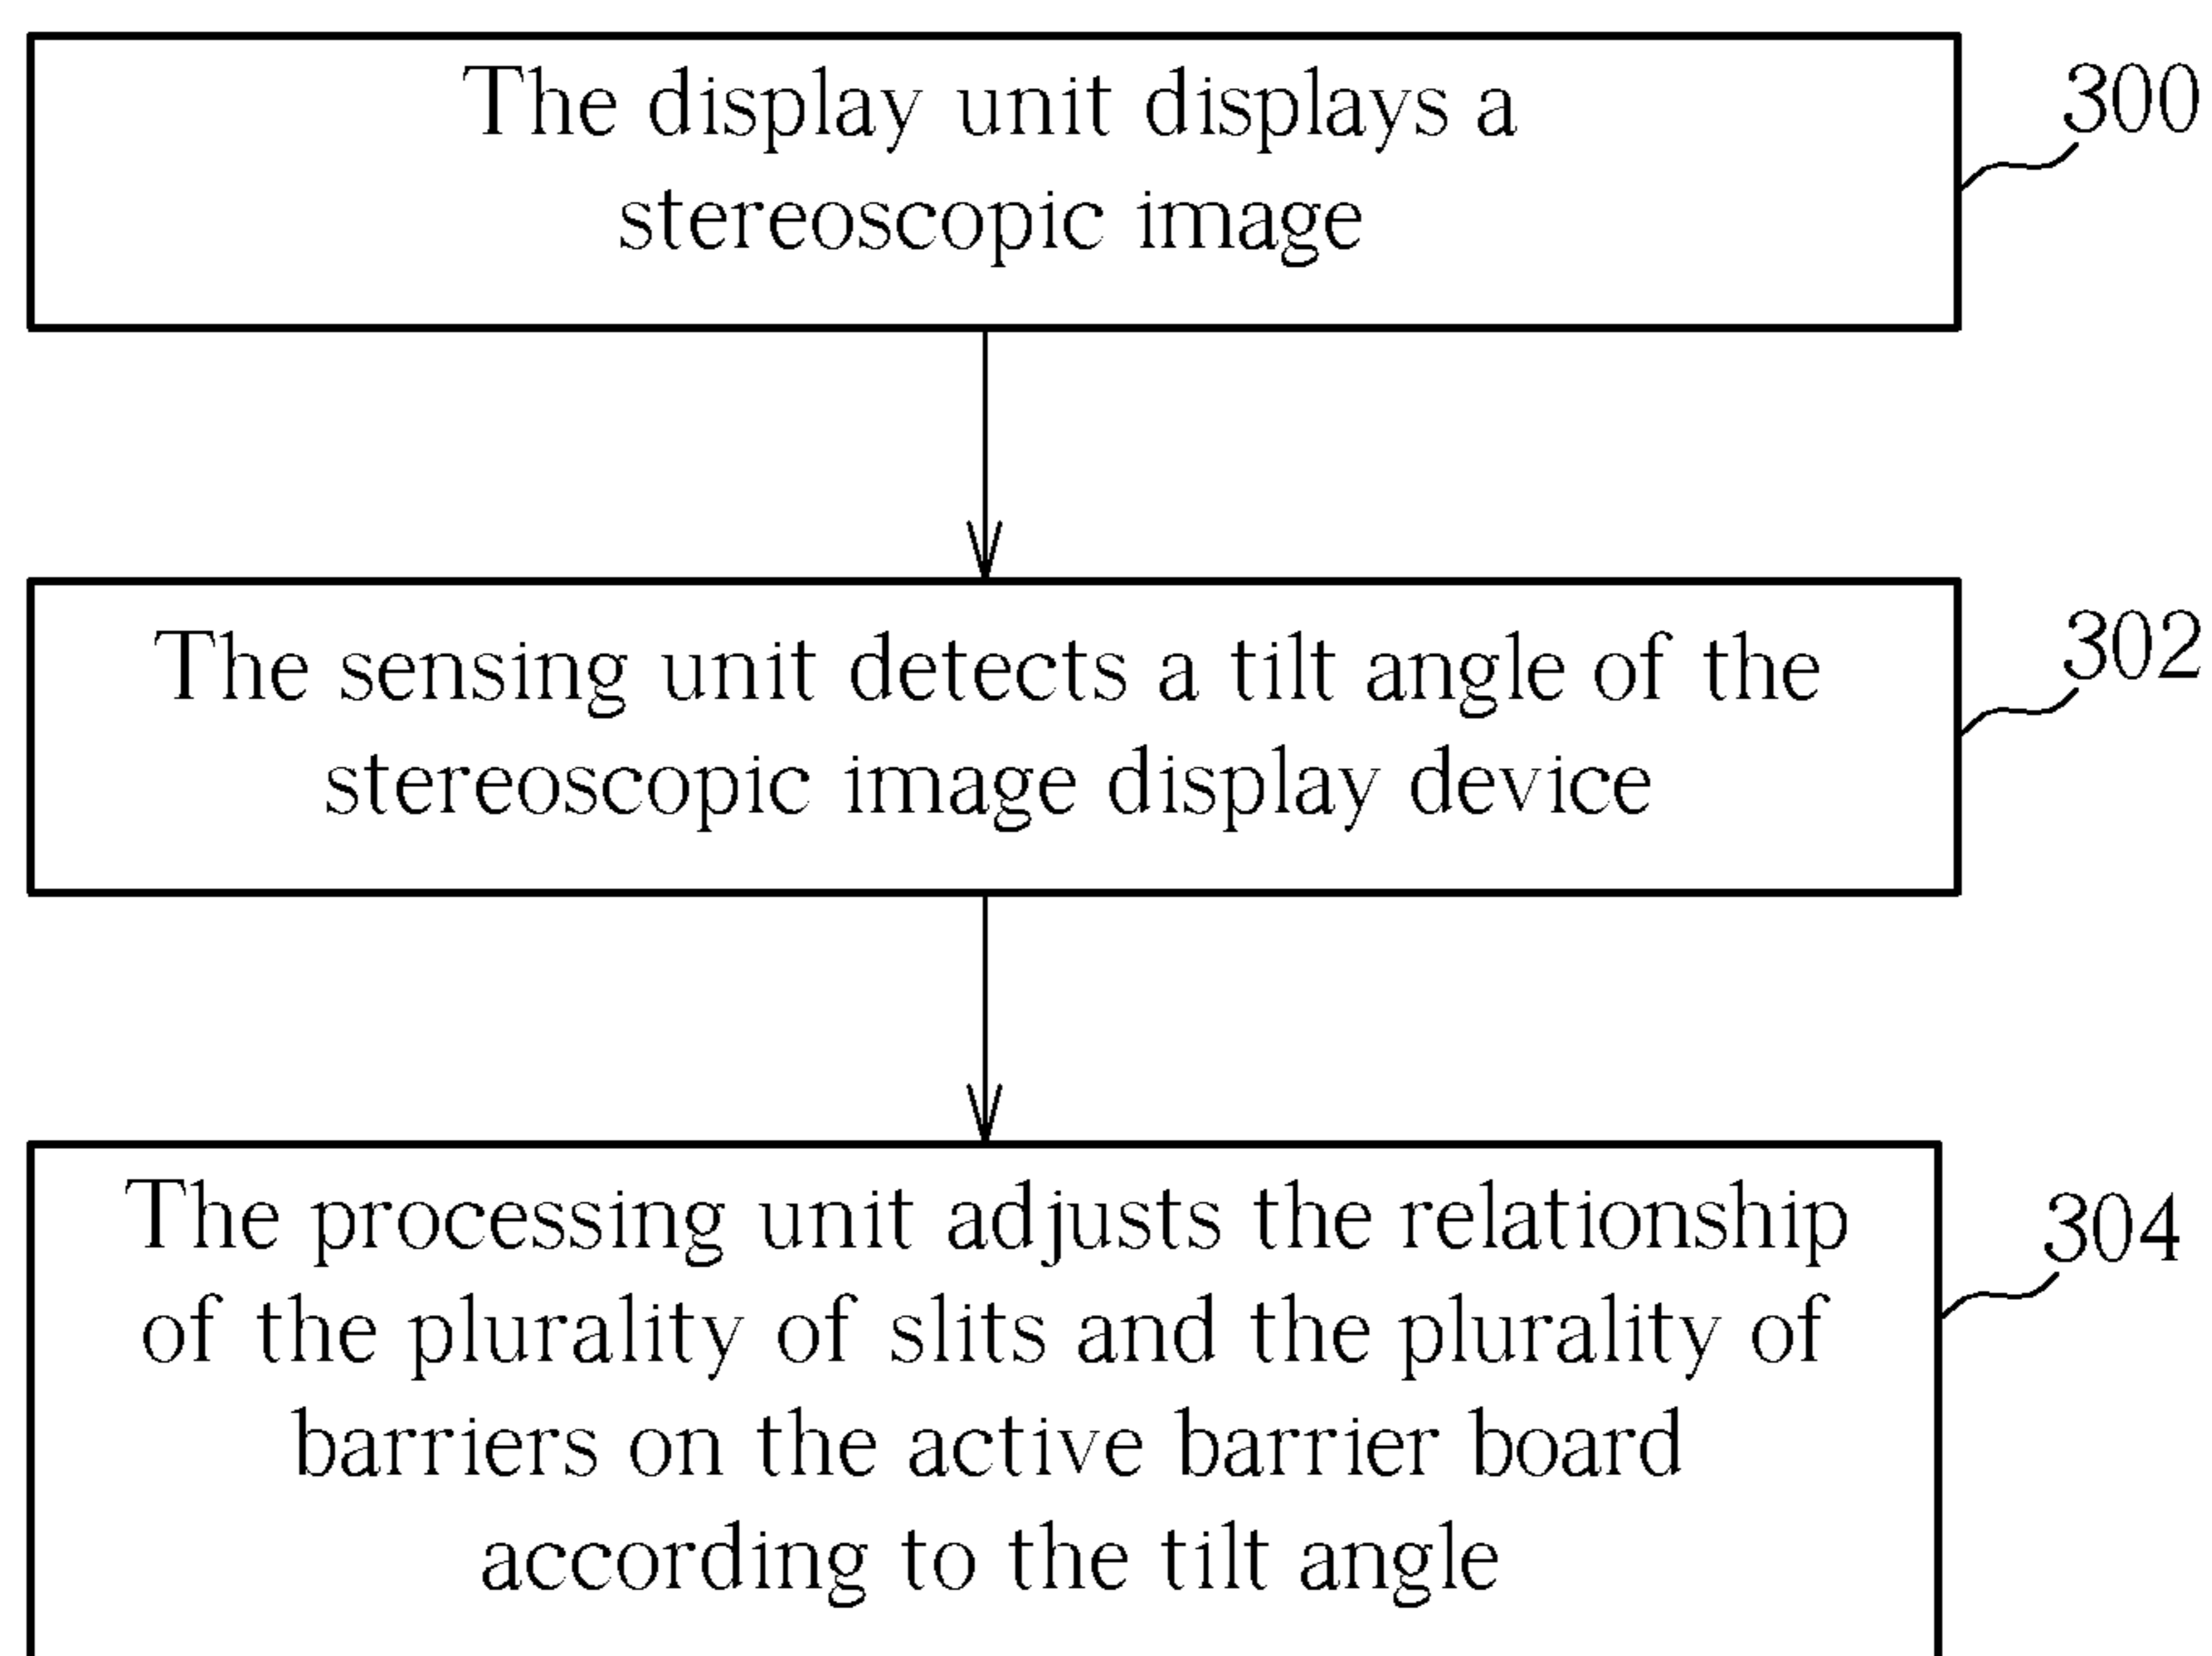 The display unit displays a
stereoscopic image
300
The sensing unit detects a tilt angle of the
stereoscopic image display device
302
The processing unit adjusts the relationship
of the plurality of slits and the plurality of
barriers on the active barrier board
according to the tilt angle
304